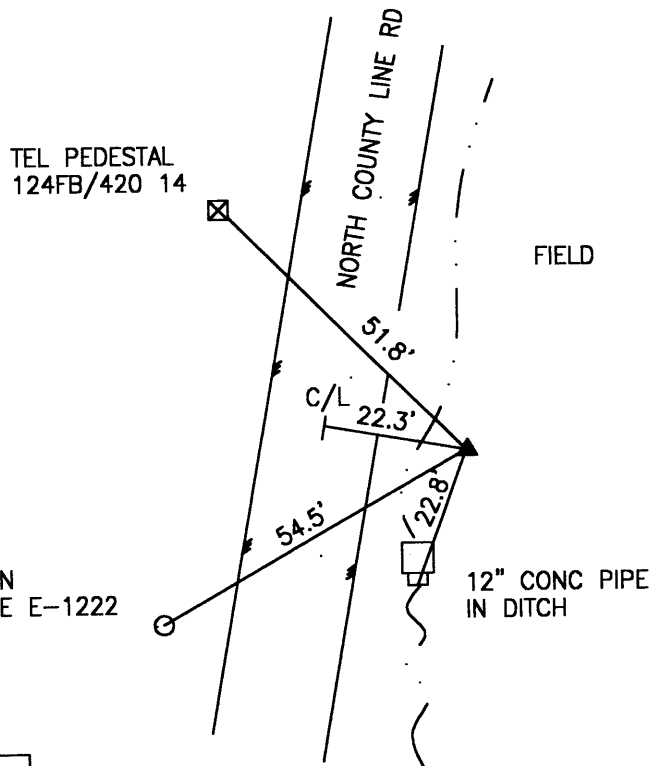 NORTH COUNTY LINE RD
TEL PEDESTAL
124FB/420 14
FIELD
51.8'
C/L
22.3'
22.8'
54.5'
E-1222
12" CONC PIPE
IN DITCH